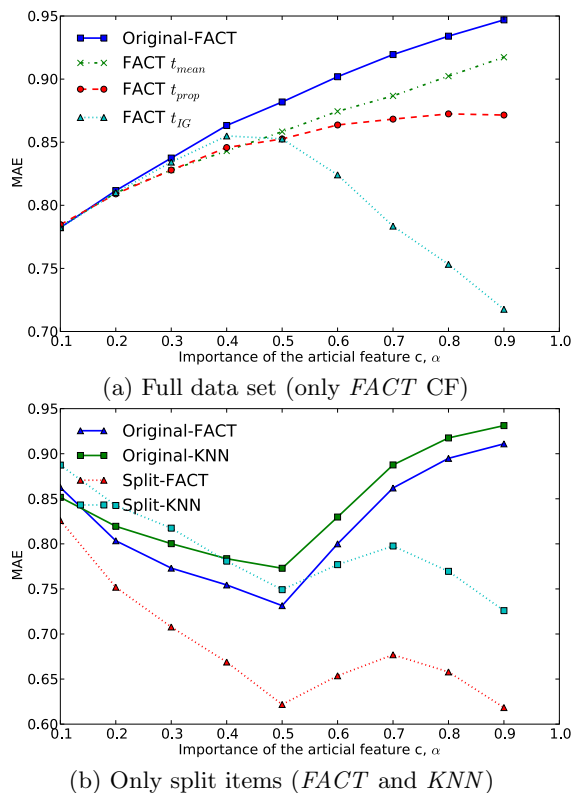 0.95
Original-FACT
FACT t_mean
0.90
FACT t_prop
FACT t_IG
0.85
MAE
0.80
0.75
0.70
0.1 0.2 0.3 0.4 0.5 0.6 0.7 0.8 0.9 1.0
Importance of the articial feature c, α
(a) Full data set (only FACT CF)
0.95
Original-FACT
0.90
Original-KNN
Split-FACT
0.85
Split-KNN
0.80
MAE
0.75
0.70
0.65
0.60
0.1 0.2 0.3 0.4 0.5 0.6 0.7 0.8 0.9 1.0
Importance of the articial feature c, α
(b) Only split items (FACT and KNN)